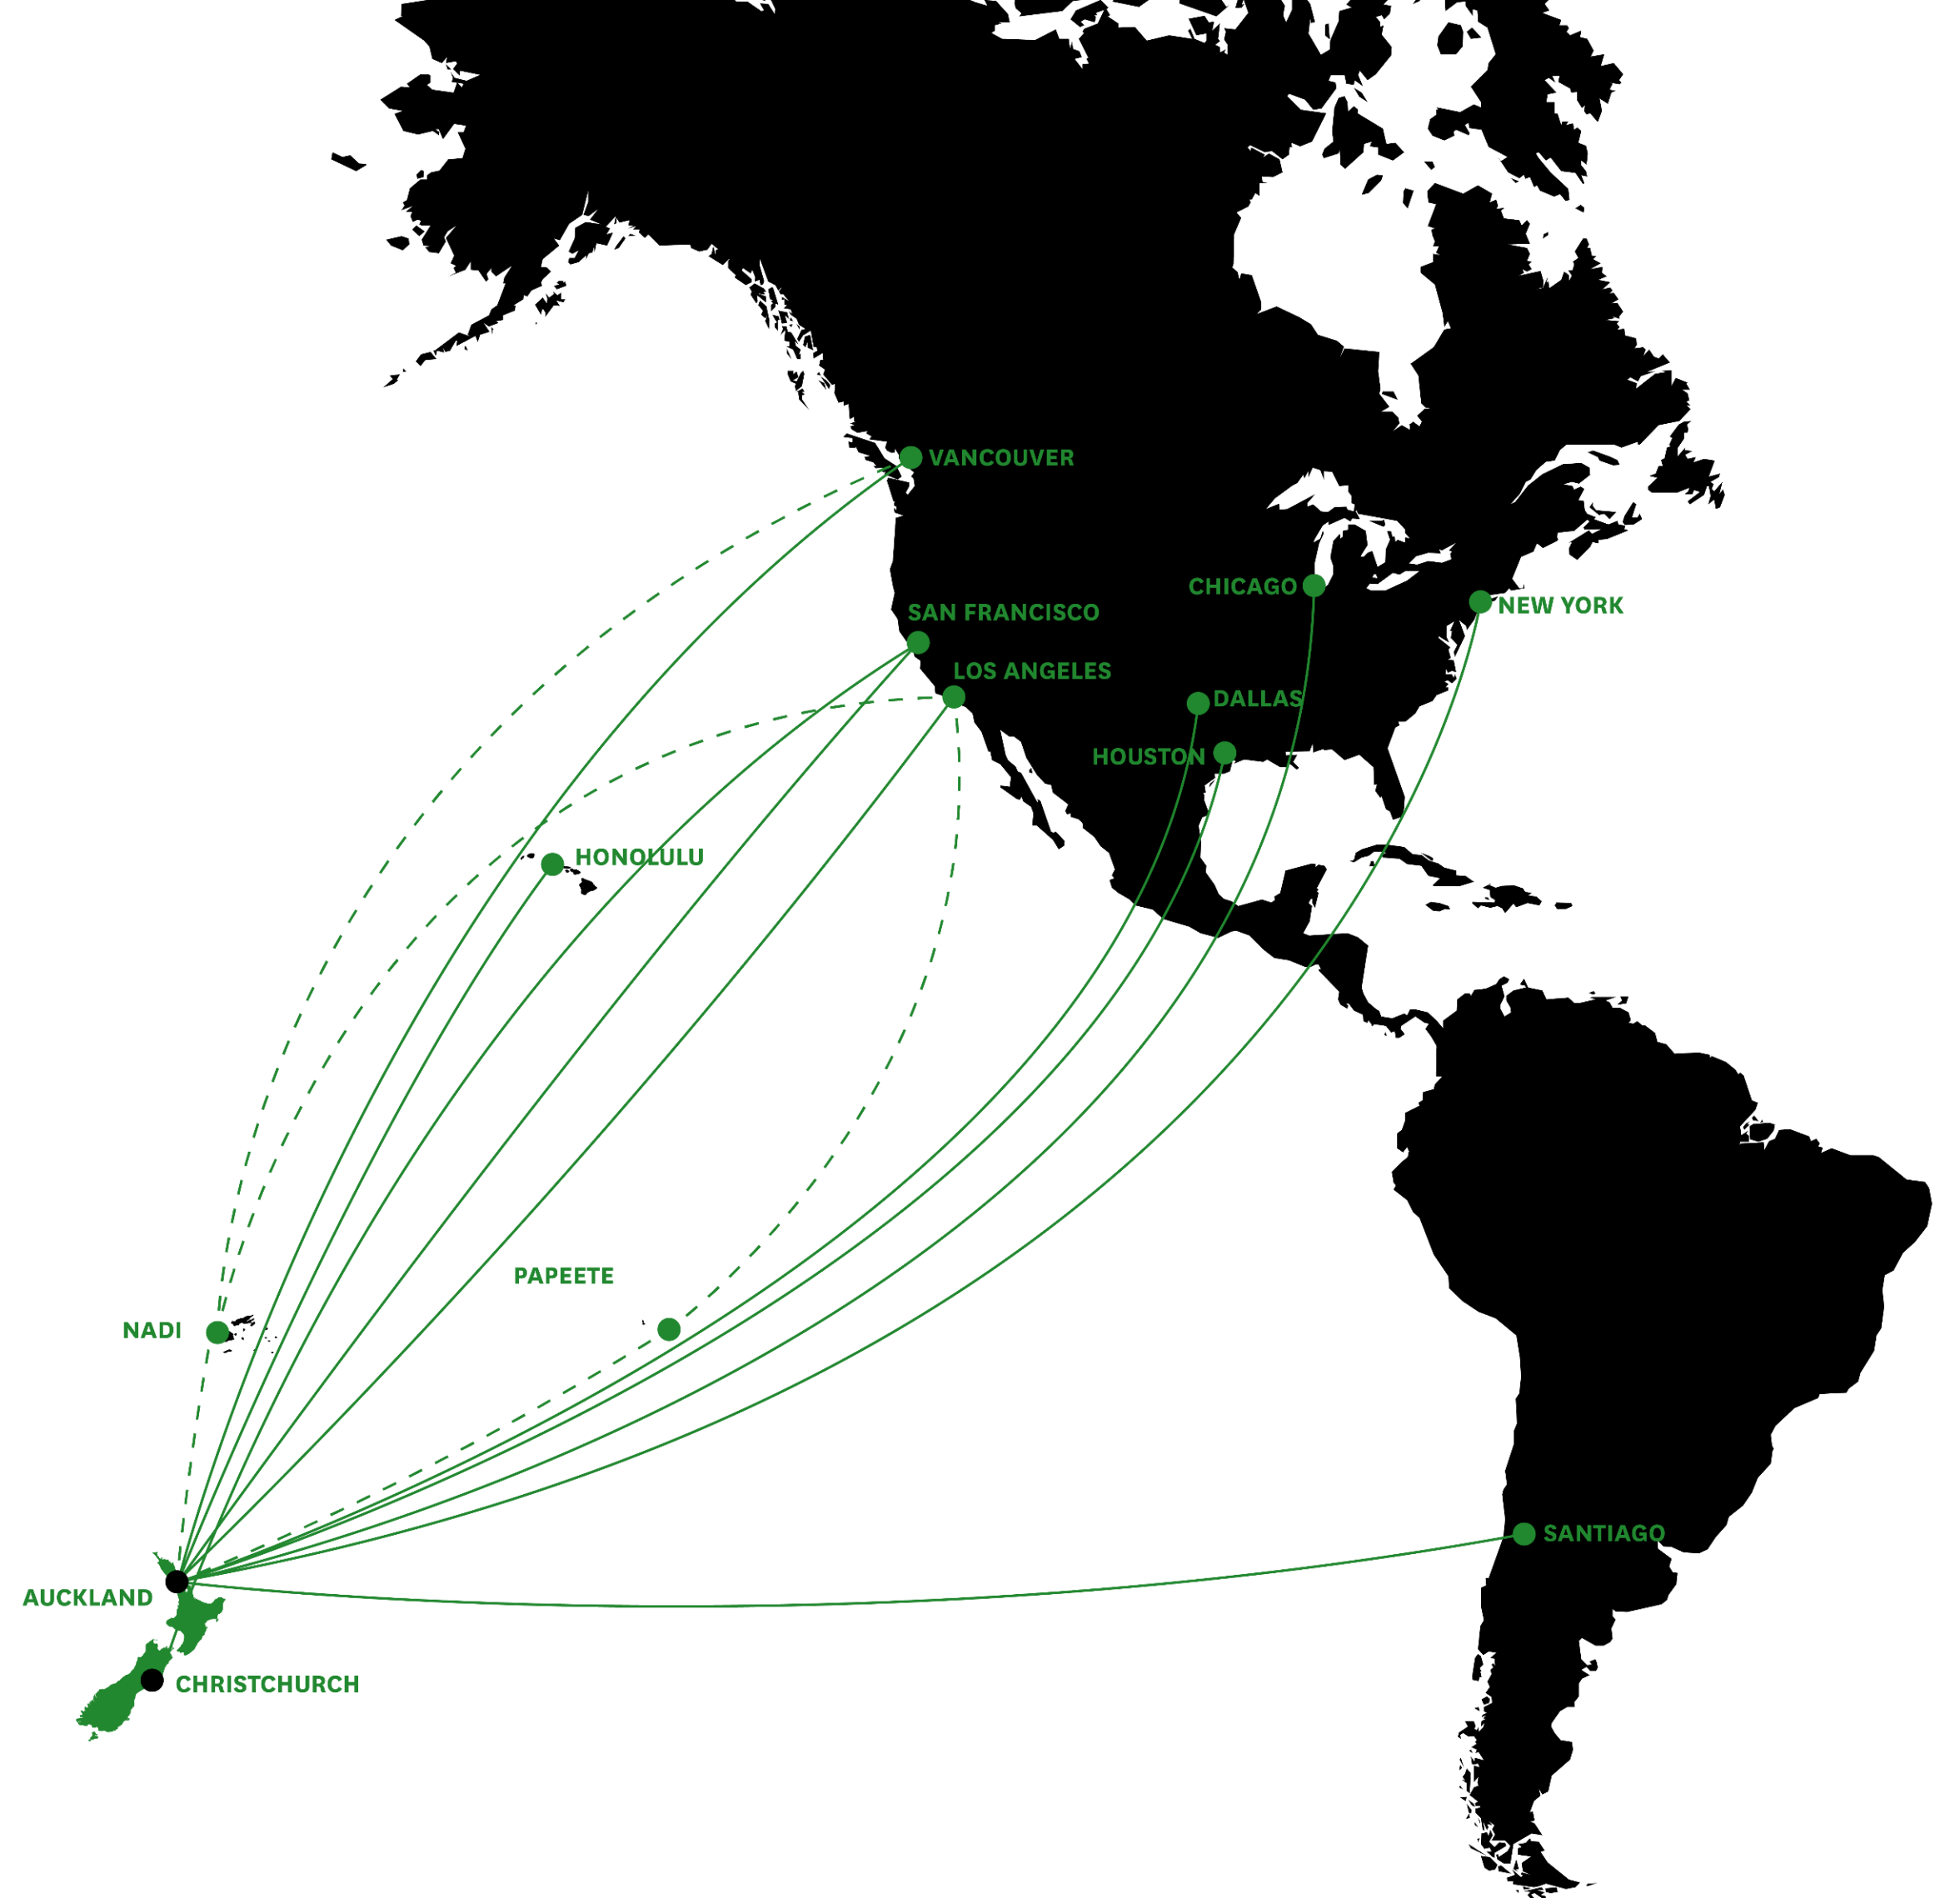 VANCOUVER
CHICAGO
NEW YORK
SAN FRANCISCO
LOS ANGELES
DALLAS
HOUSTON
HONOLULU
PAPEETE
NADI
SANTIAGO
AUCKLAND
CHRISTCHURCH